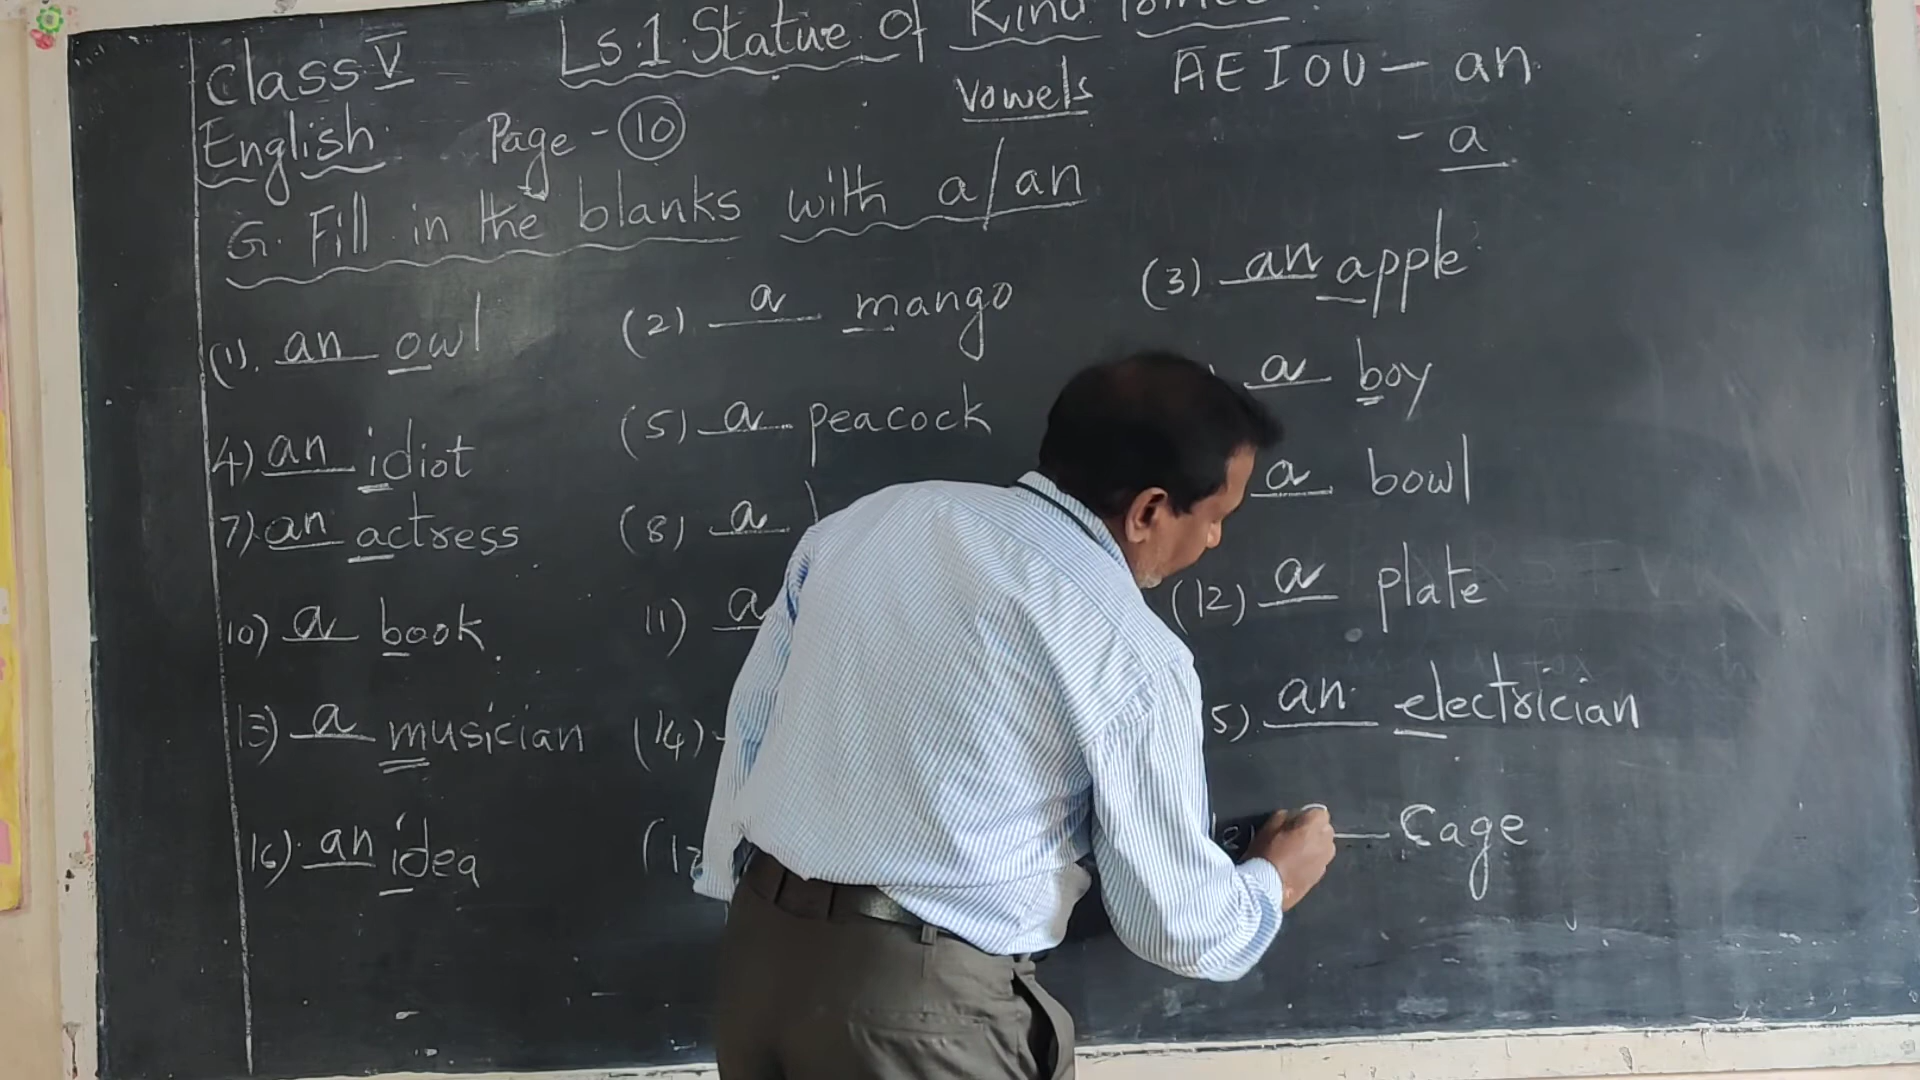 Class V Ls.1. Statue of Kind
English Page - 10 Vowels A E I O U - an
- a
G. Fill in the blanks with a/an
(1). an owl (2) a mango (3) an apple
4) an idiot (5) a peacock a boy
7) an actress (8) a a bowl
10) a book 11) a (12) a plate
13) a musician (14) 5) an electrician
16) an idea cage